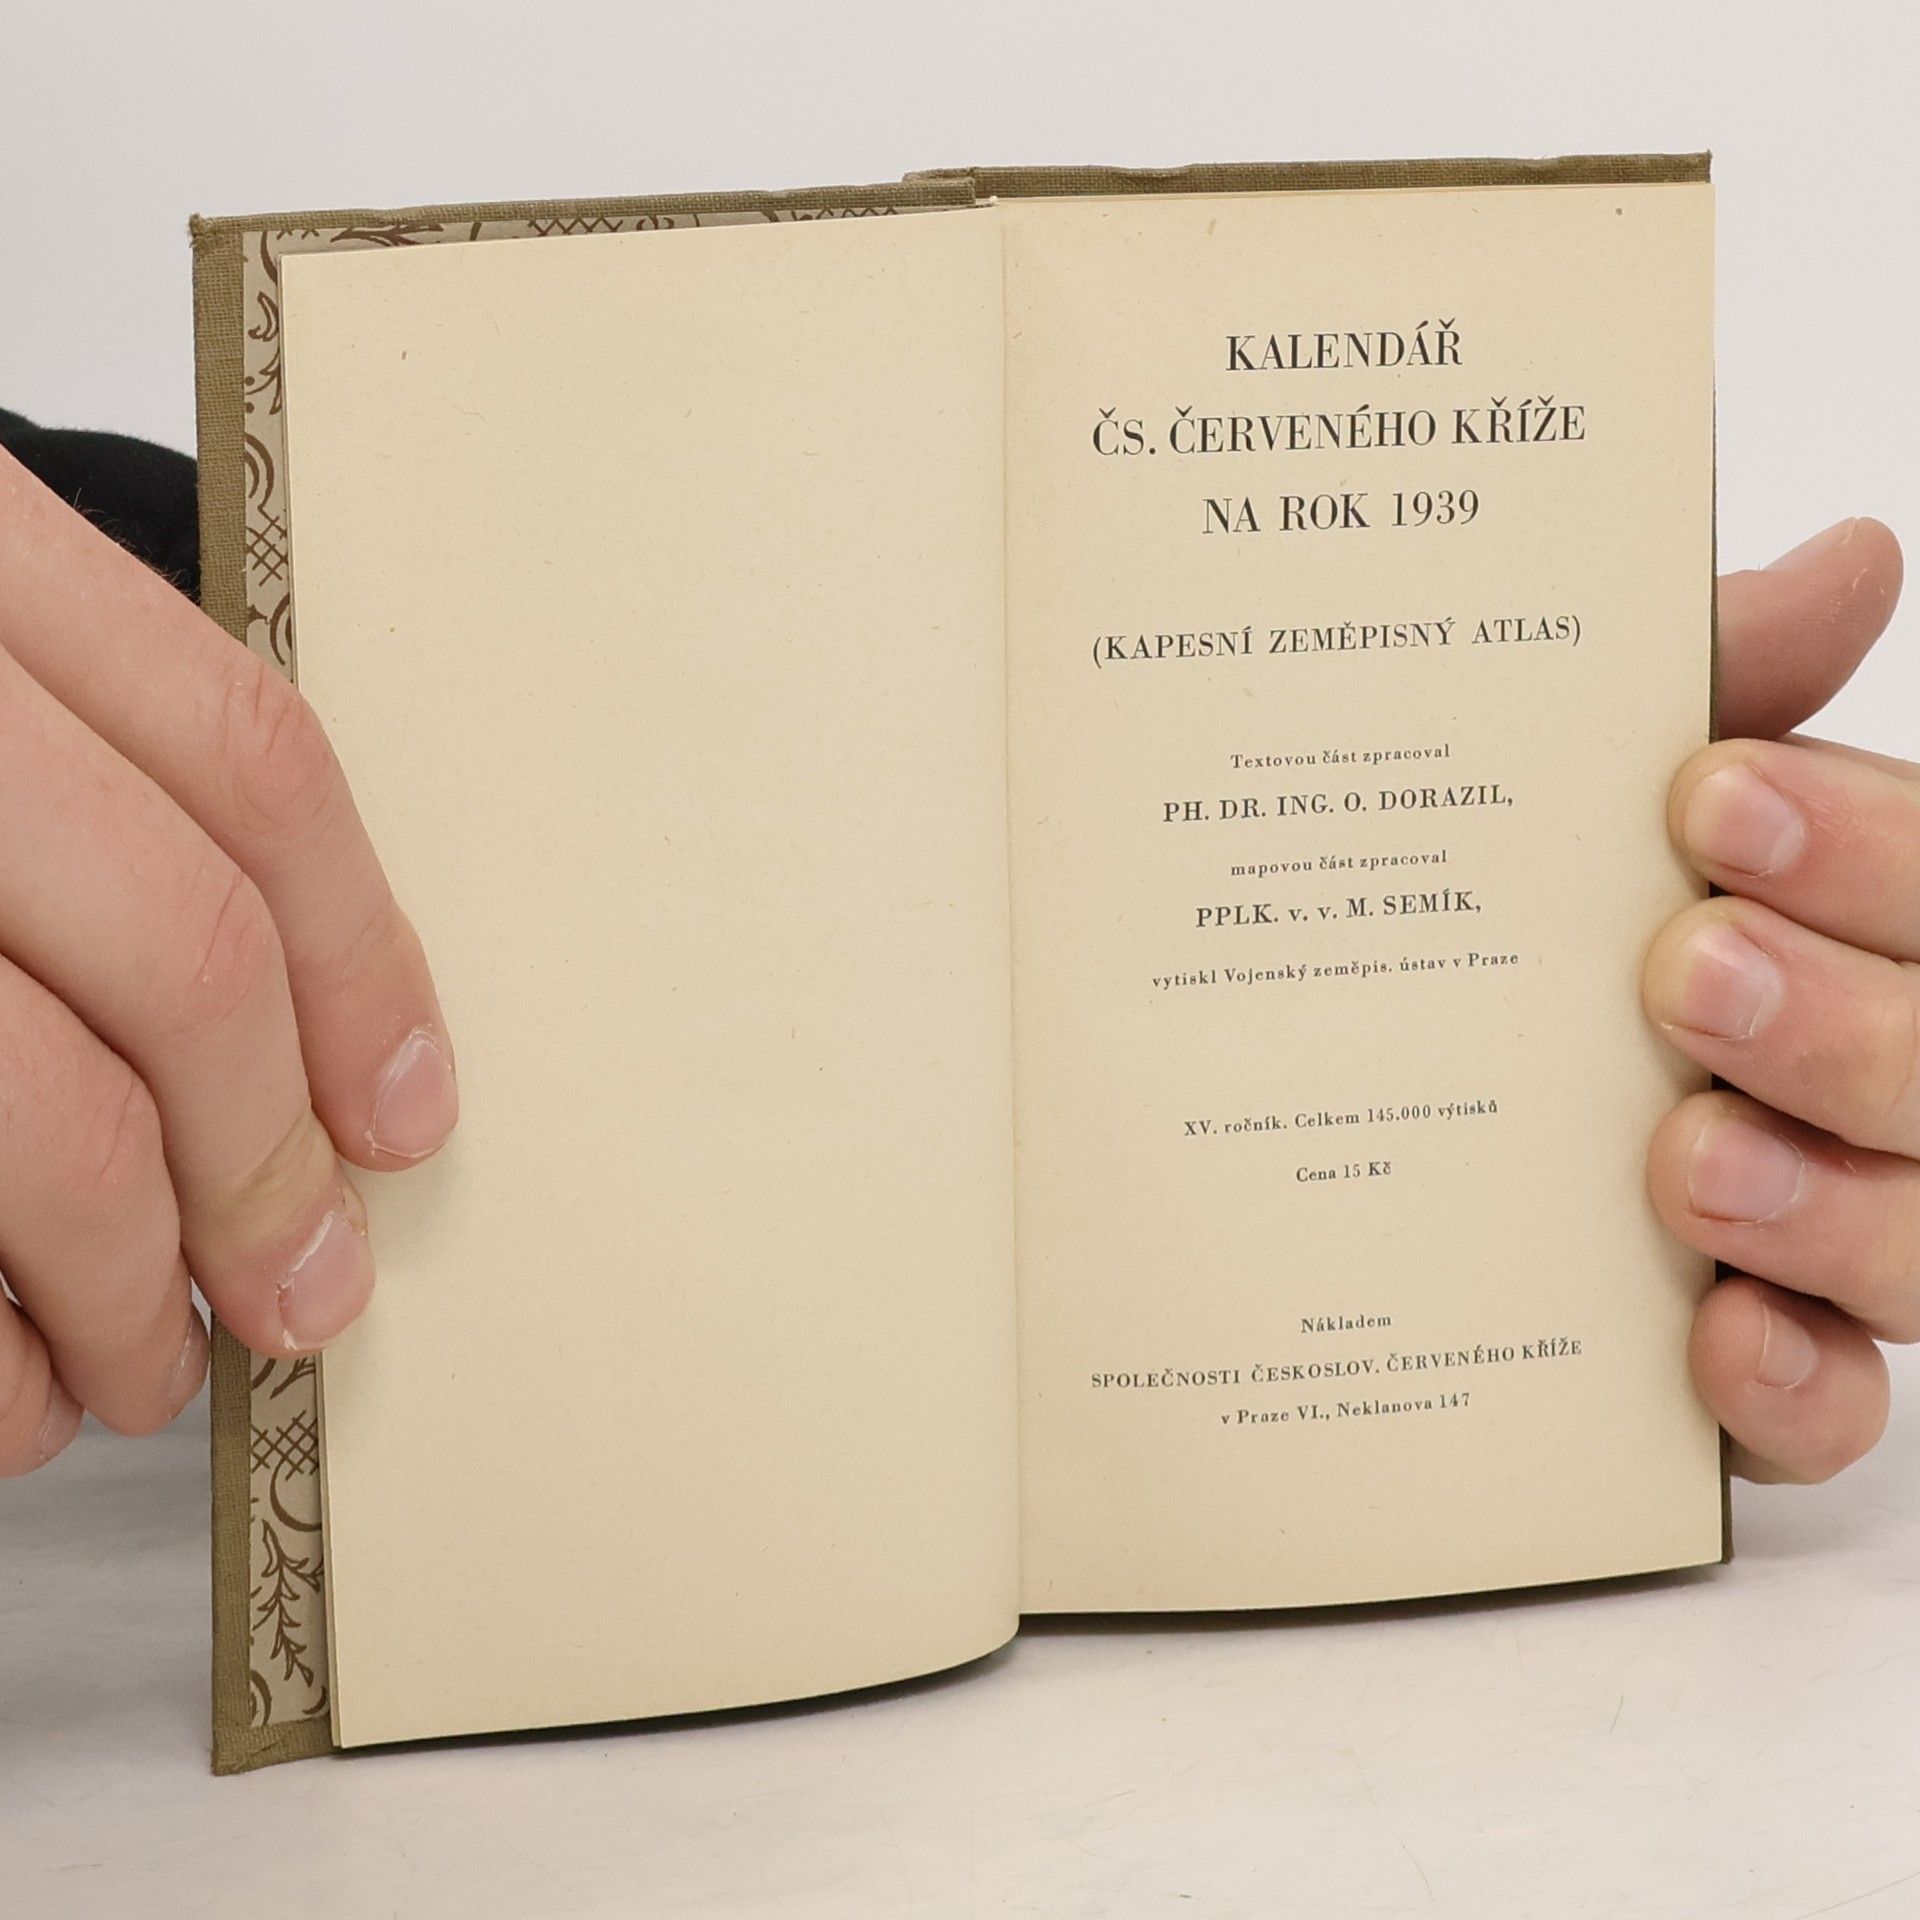 KALENDÁŘ
ČS. ČERVENÉHO KŘÍŽE
NA ROK 1939
(KAPESNÍ ZEMĚPISNÝ ATLAS)
Textovou část zpracoval
PH. DR. ING. O. DORAZIL,
mapovou část zpracoval
PPLK. v. v. M. SEMÍK,
vytiskl Vojenský zeměpis. ústav v Praze
XV. ročník. Celkem 145.000 výtisků
Cena 15 Kč
Nákladem
SPOLEČNOSTI ČESKOSLOV. ČERVENÉHO KŘÍŽE
v Praze VI., Neklanova 147